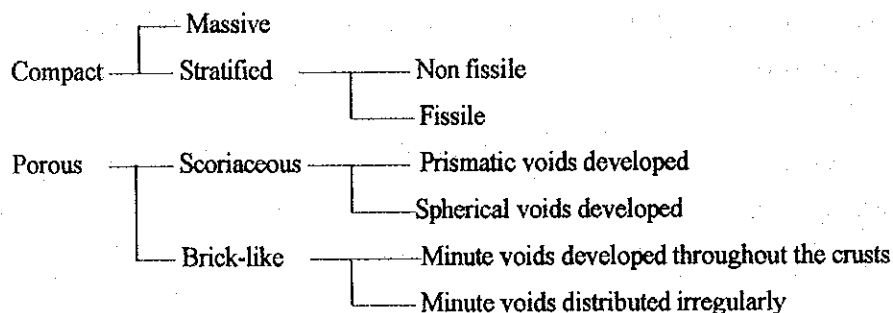 Massive
Compact Stratified Non fissile
Fissile
Porous Scoriaceous Prismatic voids developed
Spherical voids developed
Brick-like Minute voids developed throughout the crusts
Minute voids distributed irregularly